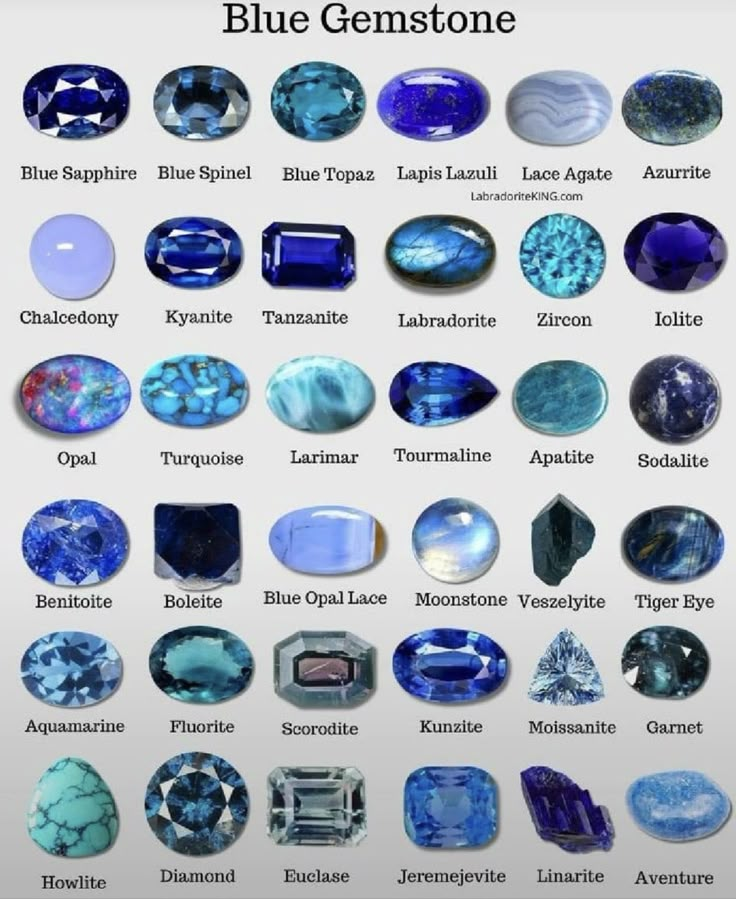 Blue Gemstone
Blue Sapphire Blue Spinel Blue Topaz Lapis Lazuli Lace Agate Azurrite
LabradoriteKING.com
Chalcedony Kyanite Tanzanite Labradorite Zircon Iolite
Opal Turquoise Larimar Tourmaline Apatite Sodalite
Benitoite Boleite Blue Opal Lace Moonstone Veszelyite Tiger Eye
Aquamarine Fluorite Scorodite Kunzite Moissanite Garnet
Howlite Diamond Euclase Jeremejevite Linarite Aventure